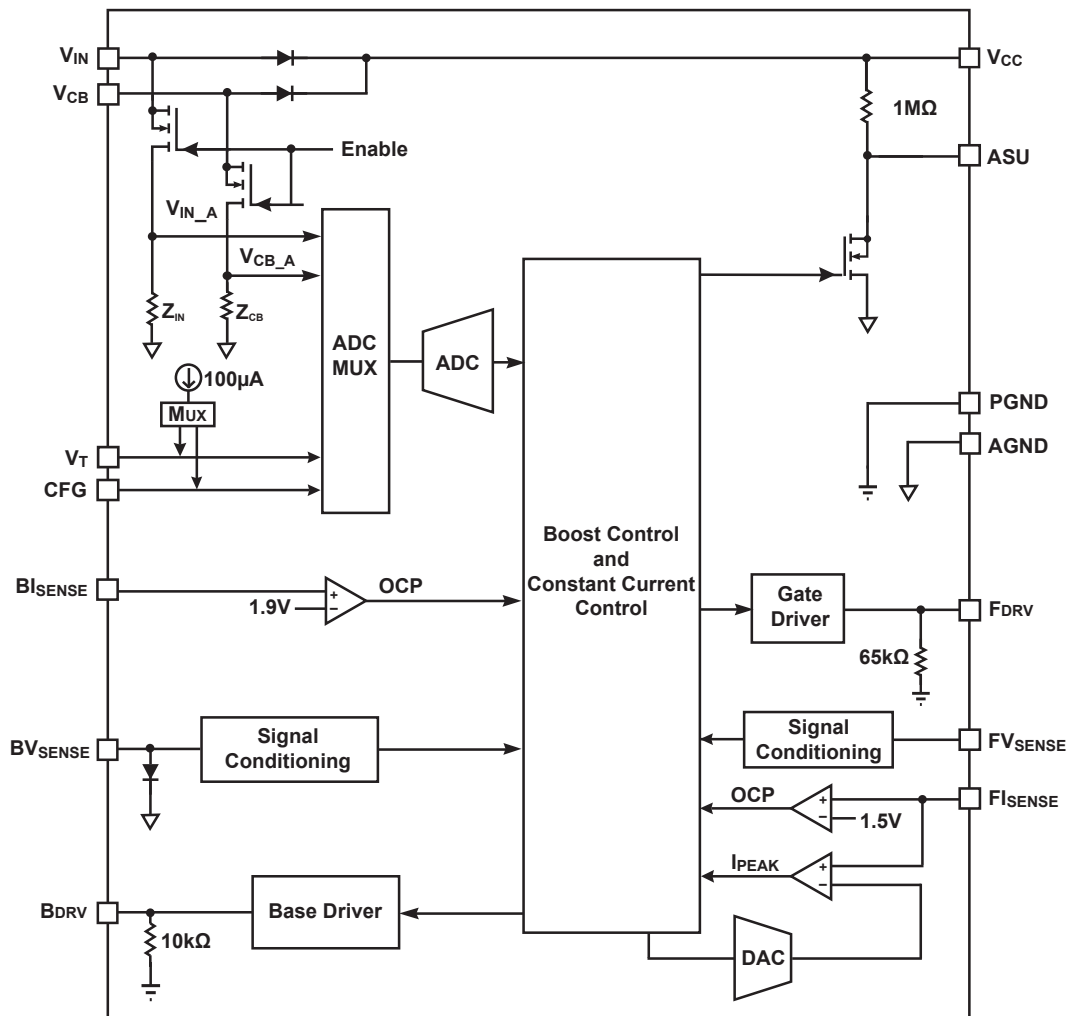 VIN
VCC
VCB
1MΩ
Enable
ASU
VIN_A
VCB_A
ZIN
ZCB
ADC
MUX
ADC
100µA
MUX
PGND
VT
AGND
CFG
Boost Control
and
Constant Current
Control
BISENSE
OCP
1.9V
Gate
Driver
FDRV
65kΩ
BVSENSE
Signal
Conditioning
Signal
Conditioning
FVSENSE
OCP
FISENSE
1.5V
IPEAK
BDRV
Base Driver
10kΩ
DAC